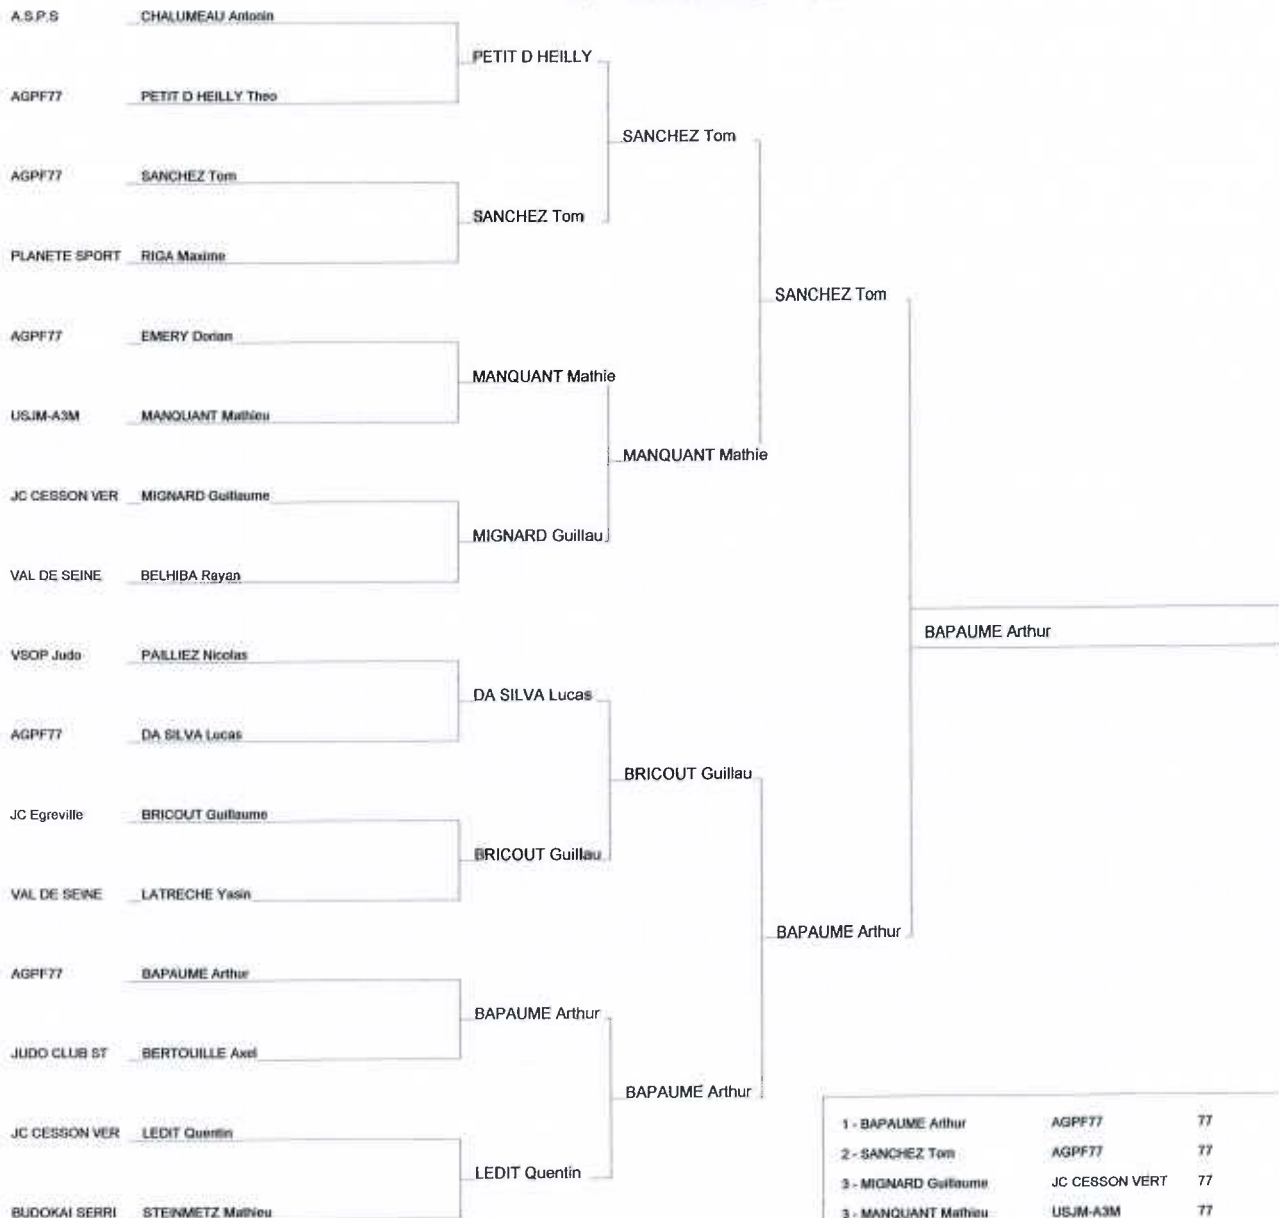 A.S.P.S CHALUMEAU Antonin
PETIT D HEILLY
AGPF77 PETIT D HEILLY Theo
SANCHEZ Tom
AGPF77 SANCHEZ Tom
SANCHEZ Tom
PLANETE SPORT RIGA Maxime
SANCHEZ Tom
AGPF77 EMERY Dorian
MANQUANT Mathie
USJM-A3M MANQUANT Mathieu
MANQUANT Mathie
JC CESSON VER MIGNARD Guillaume
MIGNARD Guillau
VAL DE SEINE BELHIBA Rayan
BAPAUME Arthur
VSOP Judo PAILLIEZ Nicolas
DA SILVA Lucas
AGPF77 DA SILVA Lucas
BRICOUT Guillau
JC Egreville BRICOUT Guillaume
BRICOUT Guillau
VAL DE SEINE LATRECHE Yasin
BAPAUME Arthur
AGPF77 BAPAUME Arthur
BAPAUME Arthur
JUDO CLUB ST BERTOUILLE Axel
BAPAUME Arthur
JC CESSON VER LEDIT Quentin
LEDIT Quentin
BUDOKAI SERRI STEINMETZ Mathieu
1 - BAPAUME Arthur AGPF77 77
2 - SANCHEZ Tom AGPF77 77
3 - MIGNARD Guillaume JC CESSON VERT 77
3 - MANQUANT Mathieu USJM-A3M 77